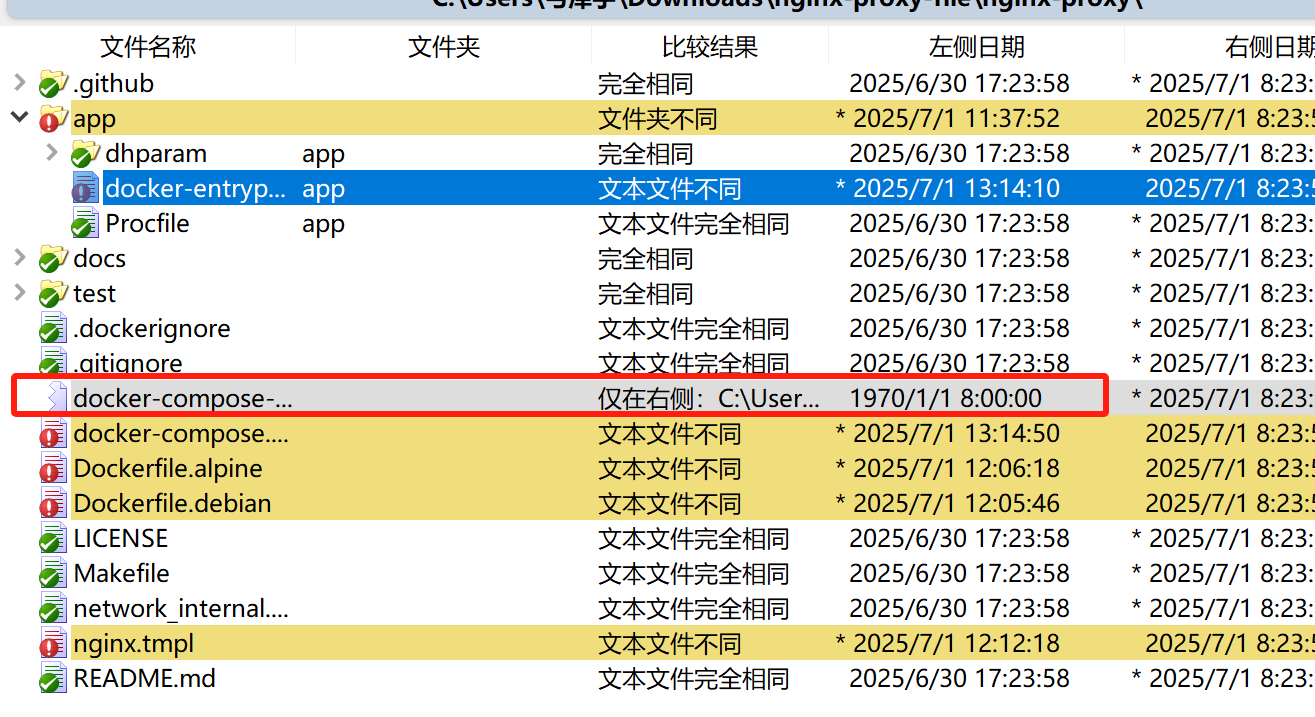 文件名称 文件夹 比较结果 左侧日期 右侧日期
.github 完全相同 2025/6/30 17:23:58 * 2025/7/1 8:23:
app 文件夹不同 * 2025/7/1 11:37:52 2025/7/1 8:23:5
dhparam app 完全相同 2025/6/30 17:23:58 * 2025/7/1 8:23:
docker-entryp... app 文本文件不同 * 2025/7/1 13:14:10 2025/7/1 8:23:5
Procfile app 文本文件完全相同 2025/6/30 17:23:58 * 2025/7/1 8:23:
docs 完全相同 2025/6/30 17:23:58 * 2025/7/1 8:23:
test 完全相同 2025/6/30 17:23:58 * 2025/7/1 8:23:
.dockerignore 文本文件完全相同 2025/6/30 17:23:58 * 2025/7/1 8:23:
.gitignore 文本文件完全相同 2025/6/30 17:23:58 * 2025/7/1 8:23:
docker-compose-... 仅在右侧：C:\User... 1970/1/1 8:00:00 * 2025/7/1 8:23:
docker-compose.... 文本文件不同 * 2025/7/1 13:14:50 2025/7/1 8:23:5
Dockerfile.alpine 文本文件不同 * 2025/7/1 12:06:18 2025/7/1 8:23:5
Dockerfile.debian 文本文件不同 * 2025/7/1 12:05:46 2025/7/1 8:23:5
LICENSE 文本文件完全相同 2025/6/30 17:23:58 * 2025/7/1 8:23:
Makefile 文本文件完全相同 2025/6/30 17:23:58 * 2025/7/1 8:23:
network_internal.... 文本文件完全相同 2025/6/30 17:23:58 * 2025/7/1 8:23:
nginx.tmpl 文本文件不同 * 2025/7/1 12:12:18 2025/7/1 8:23:5
README.md 文本文件完全相同 2025/6/30 17:23:58 * 2025/7/1 8:23: